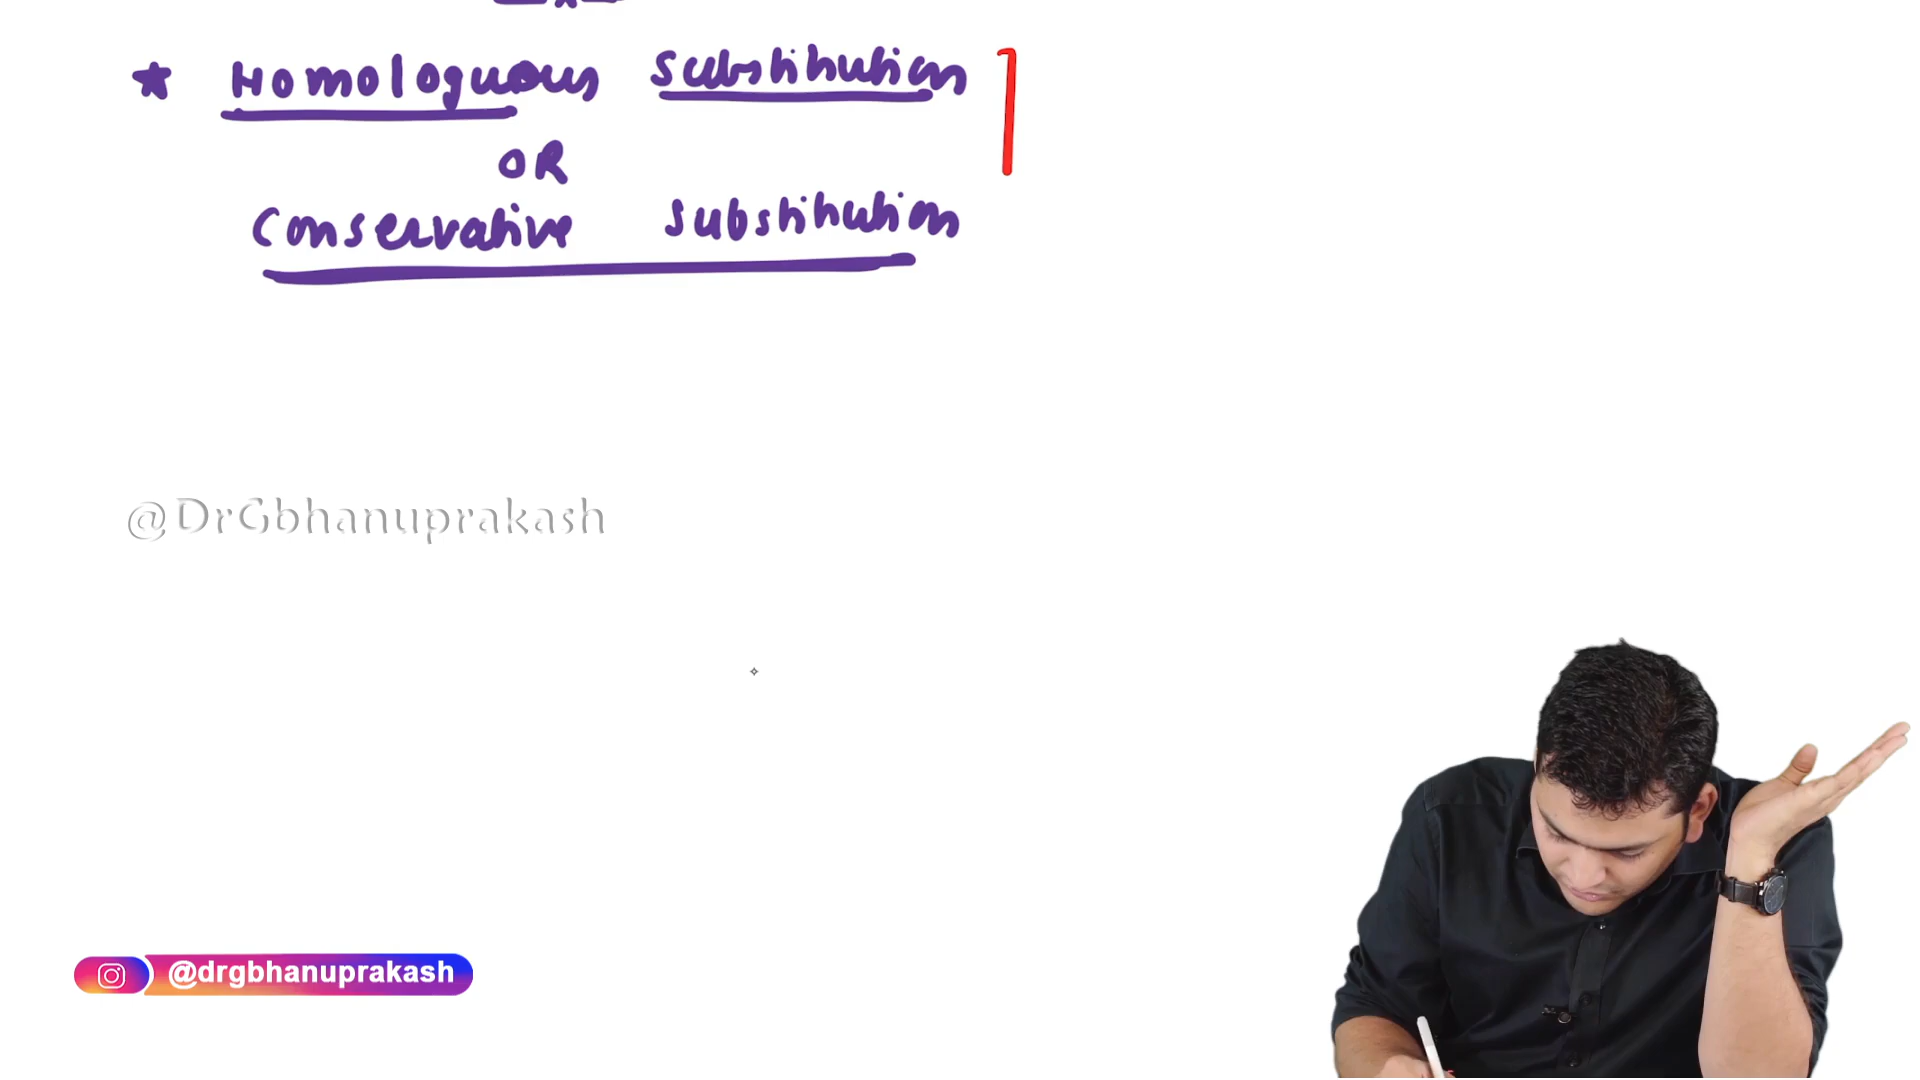 ★ Homologuous Substitution
OR
Conservative Substitution
@DrGbhanuprakash
@drgbhanuprakash